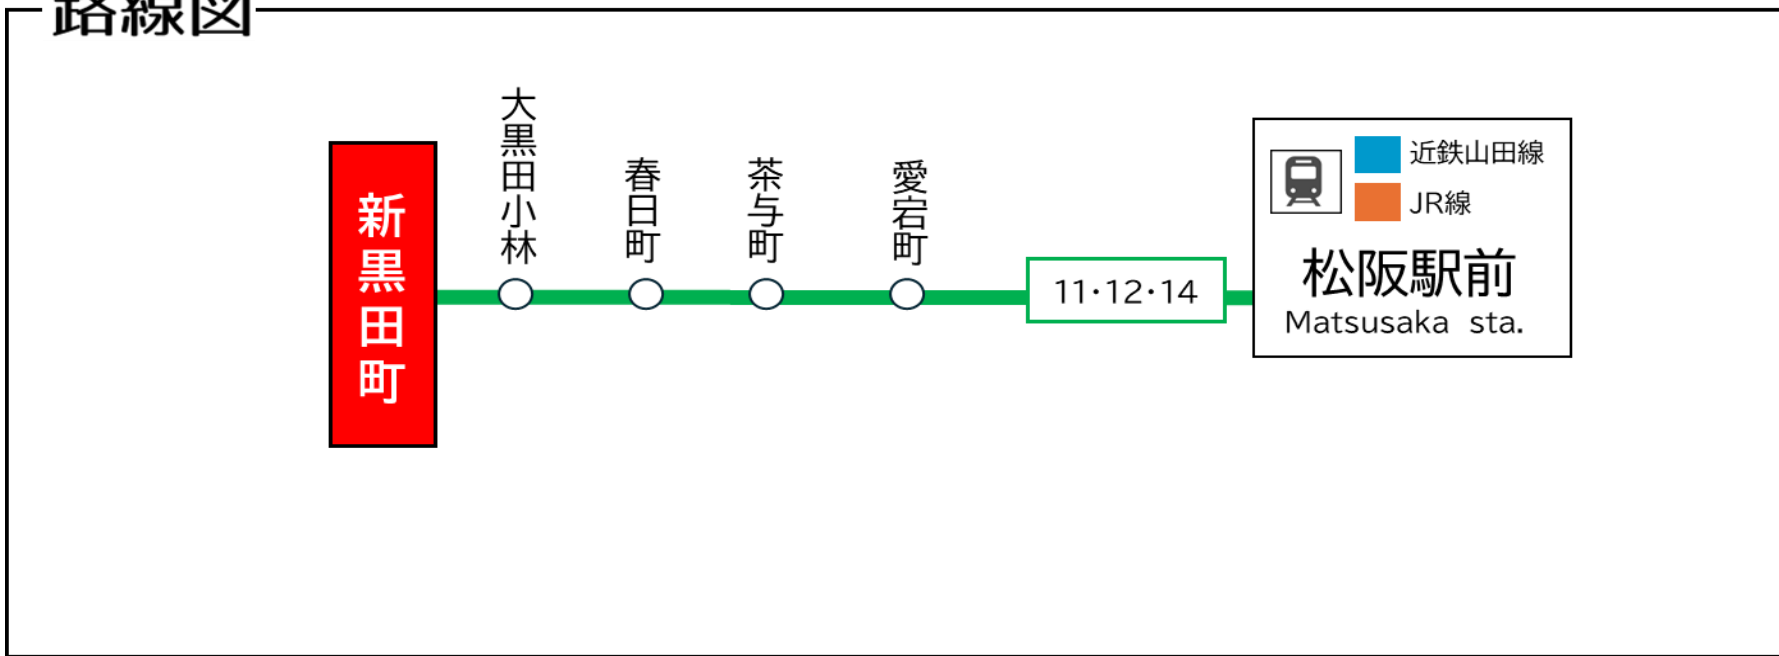 路線図
新黒田町
大黒田小林
春日町
茶与町
愛宕町
11・12・14
近鉄山田線
JR線
松阪駅前
Matsusaka sta.